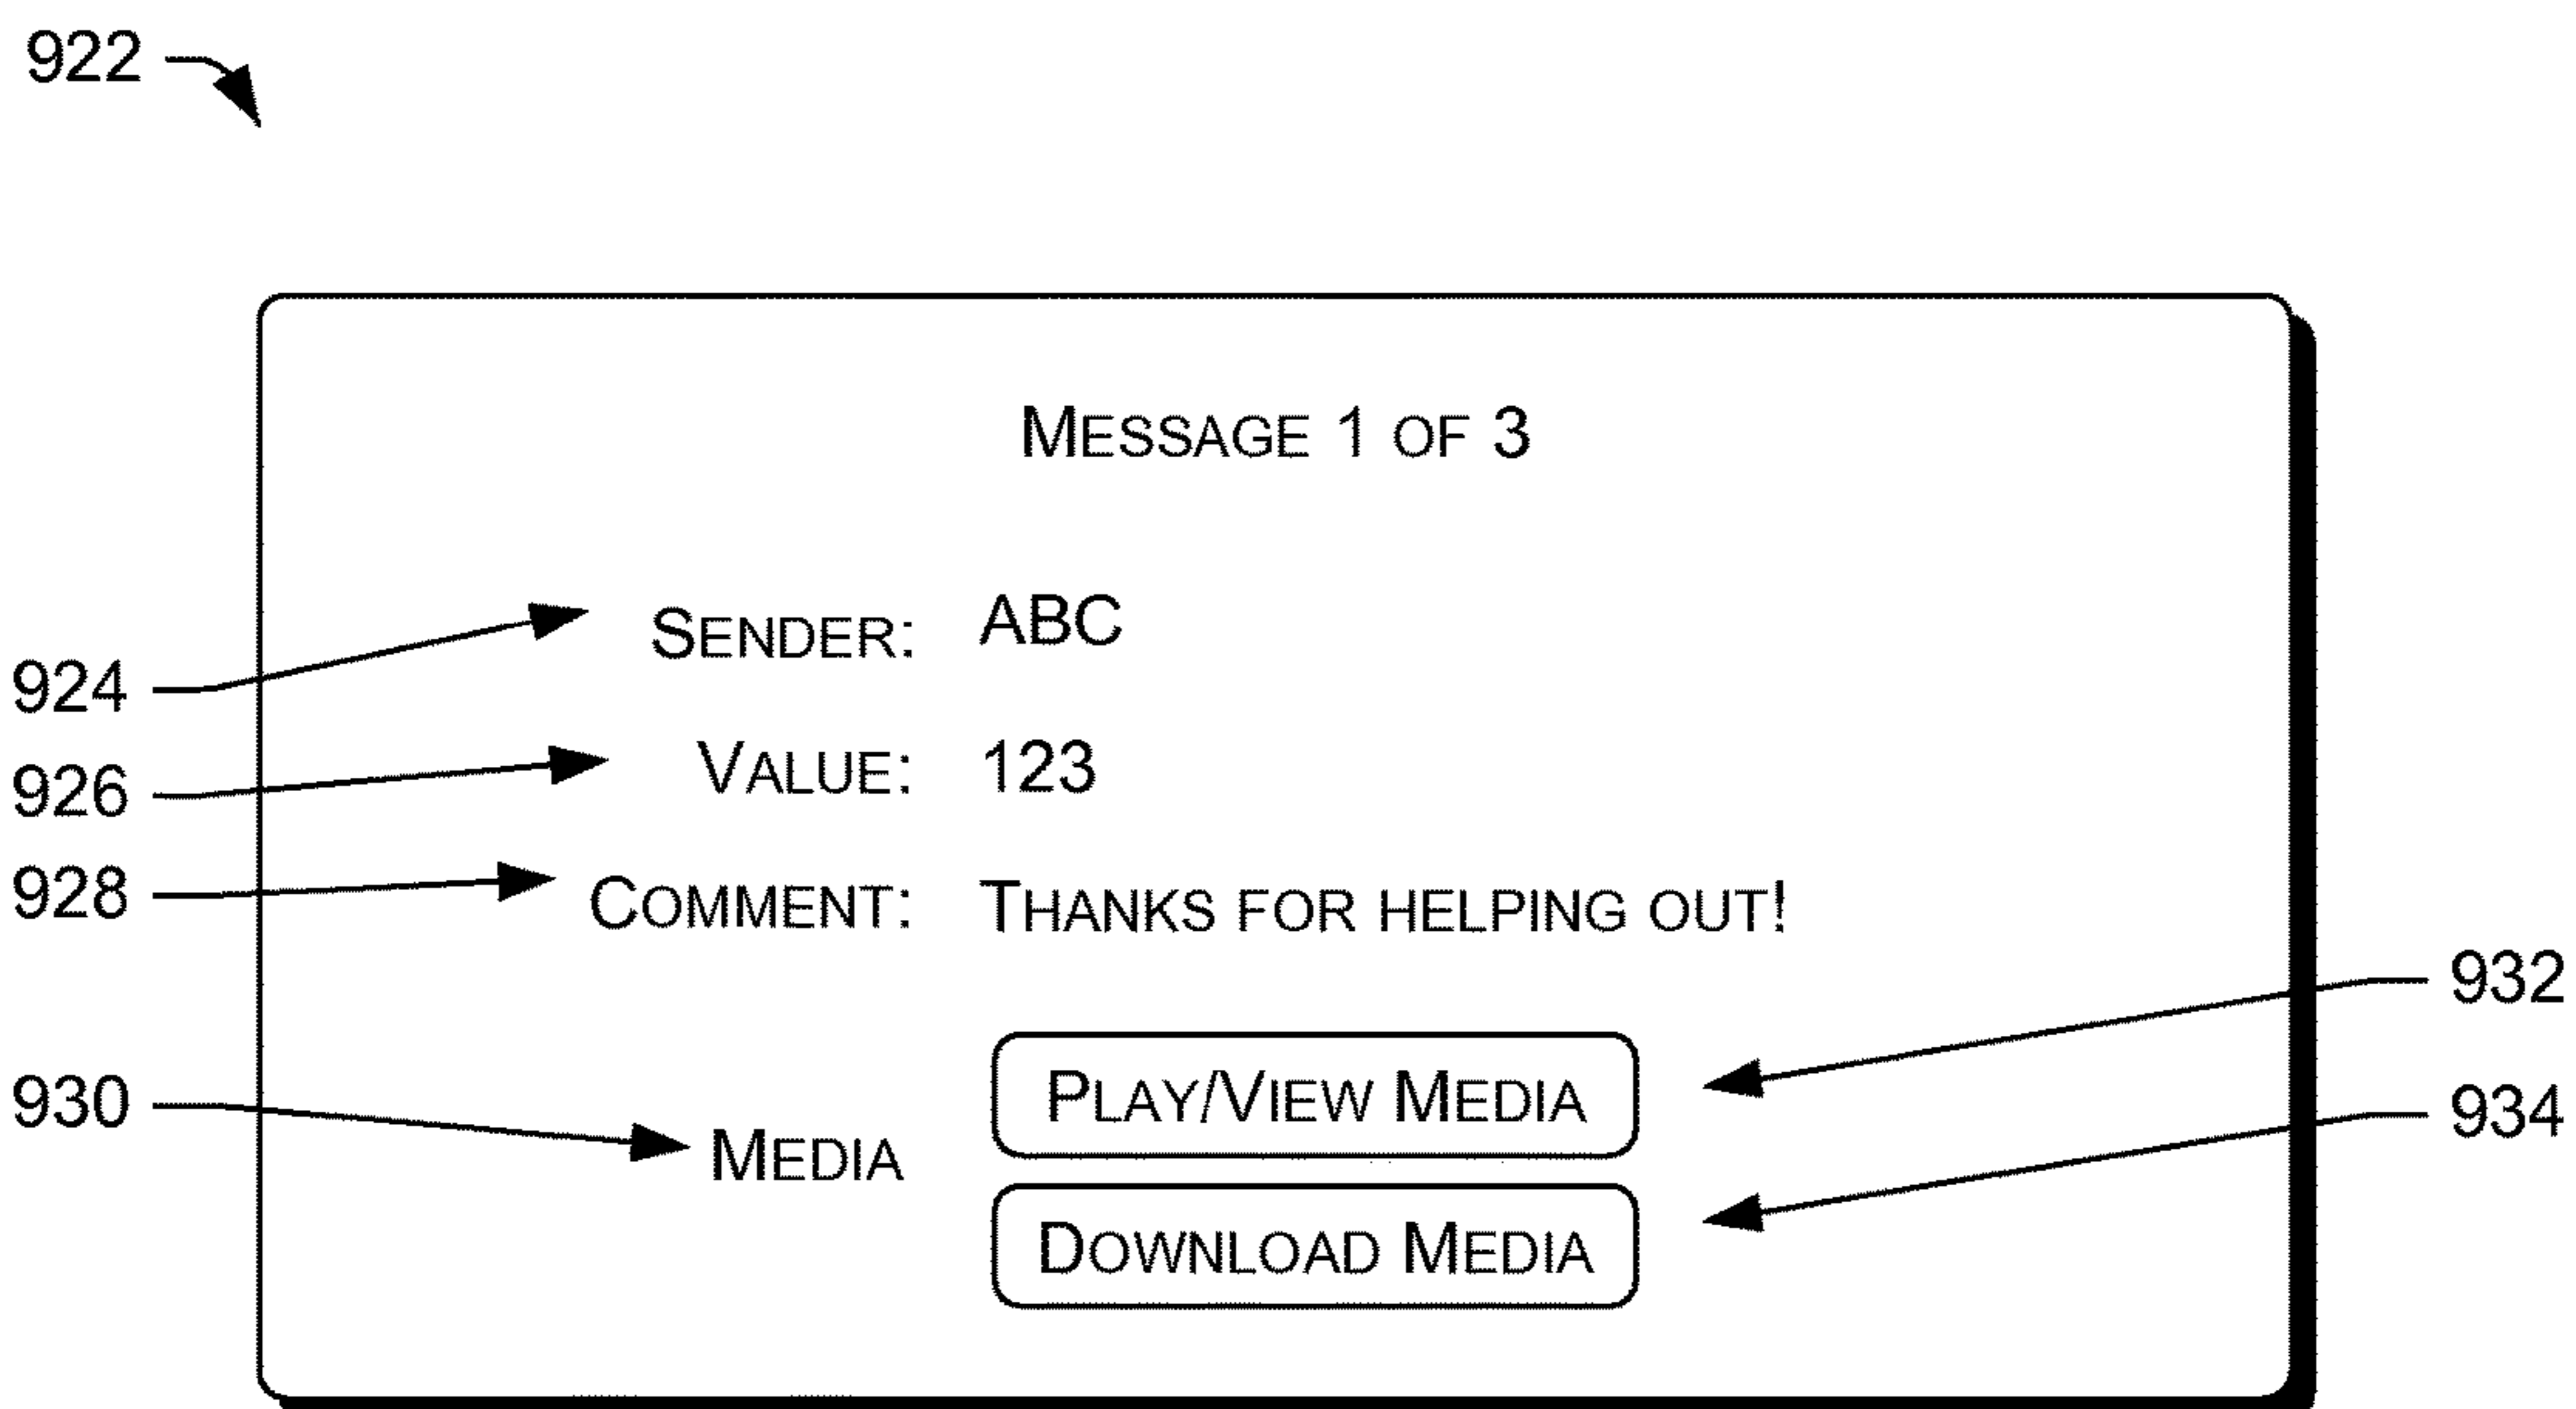 922
MESSAGE 1 OF 3
924
SENDER: ABC
926
VALUE: 123
928
COMMENT: THANKS FOR HELPING OUT!
932
930
MEDIA
PLAY/VIEW MEDIA
934
DOWNLOAD MEDIA